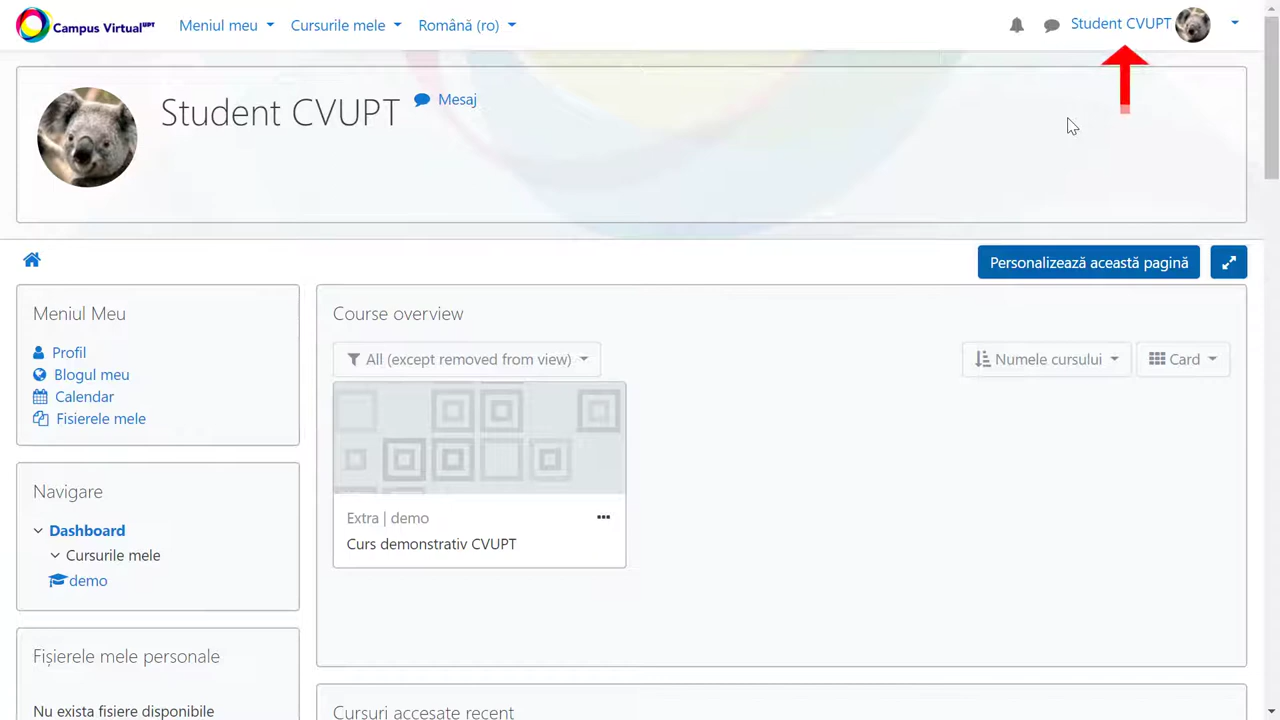 Campus Virtual UPT
Meniul meu
Cursurile mele
Română (ro)
Student CVUPT
Student CVUPT
Mesaj
Personalizează această pagină
Meniul Meu
Profil
Blogul meu
Calendar
Fisierele mele
Navigare
Dashboard
Cursurile mele
demo
Fișierele mele personale
Nu exista fisiere disponibile
Course overview
All (except removed from view)
Numele cursului
Card
Extra | demo
Curs demonstrativ CVUPT
Cursuri accesate recent